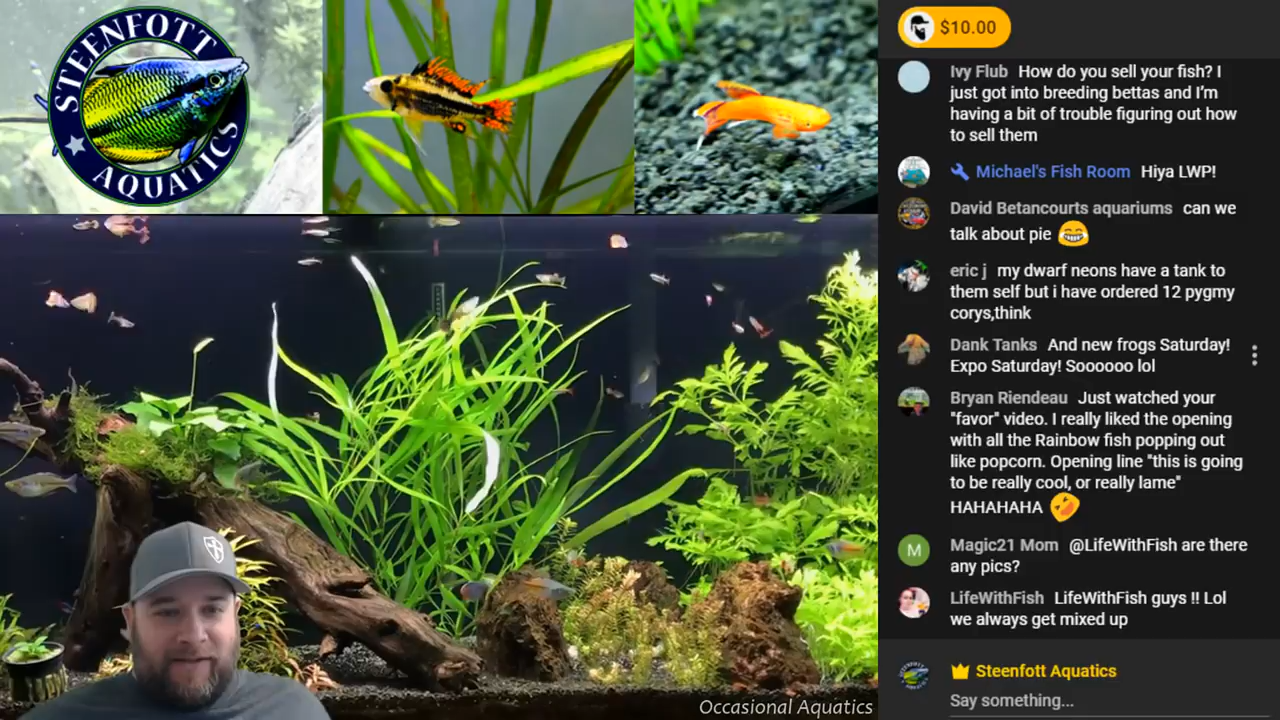 STEENFOTT
AQUATICS
$10.00
Ivy Flub How do you sell your fish? I
just got into breeding bettas and I'm
having a bit of trouble figuring out how
to sell them
Michael's Fish Room Hiya LWP!
David Betancourts aquariums can we
talk about pie 😂
eric j my dwarf neons have a tank to
them self but i have ordered 12 pygmy
corys,think
Dank Tanks And new frogs Saturday!
Expo Saturday! Soooooo lol
Bryan Riendeau Just watched your
"favor" video. I really liked the opening
with all the Rainbow fish popping out
like popcorn. Opening line "this is going
to be really cool, or really lame"
HAHAHAHA 🤣
M Magic21 Mom @LifeWithFish are there
any pics?
LifeWithFish LifeWithFish guys !! Lol
we always get mixed up
Steenfott Aquatics
Say something...
Occasional Aquatics